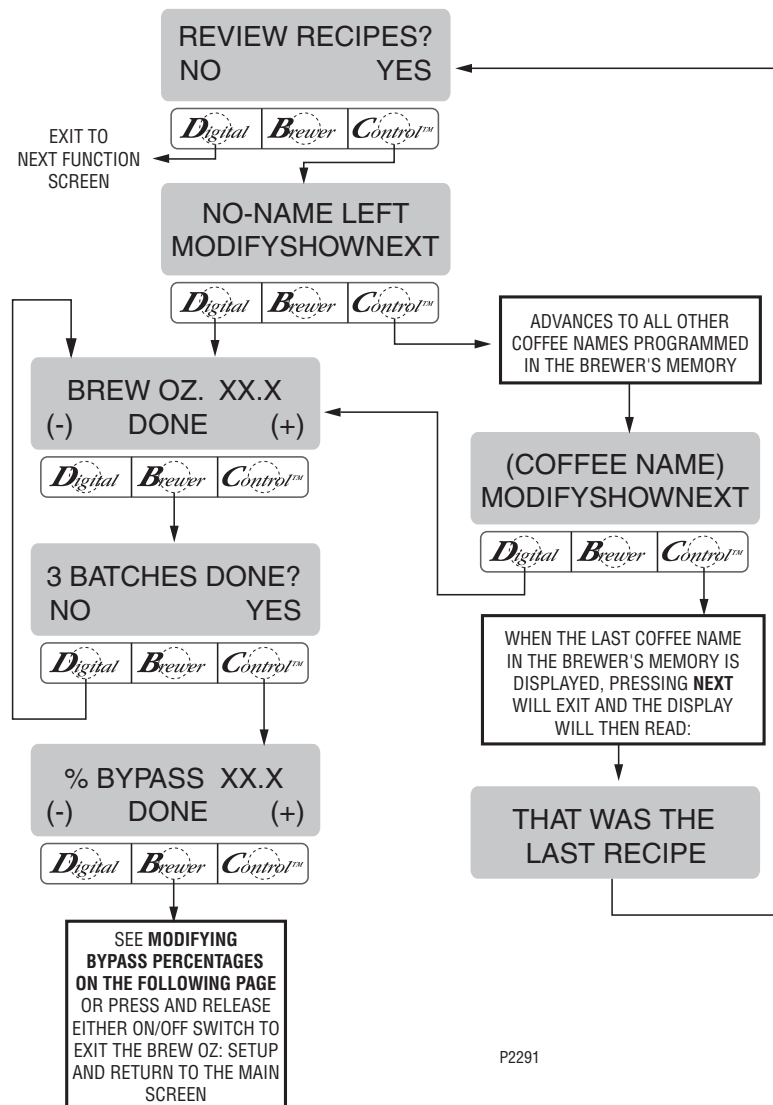 REVIEW RECIPES?
NO YES
Digital Brewer Control™
EXIT TO
NEXT FUNCTION
SCREEN
NO-NAME LEFT
MODIFYSHOWNEXT
Digital Brewer Control™
ADVANCES TO ALL OTHER
COFFEE NAMES PROGRAMMED
IN THE BREWER'S MEMORY
BREW OZ. XX.X
(-) DONE (+)
Digital Brewer Control™
(COFFEE NAME)
MODIFYSHOWNEXT
Digital Brewer Control™
3 BATCHES DONE?
NO YES
Digital Brewer Control™
WHEN THE LAST COFFEE NAME
IN THE BREWER'S MEMORY IS
DISPLAYED, PRESSING NEXT
WILL EXIT AND THE DISPLAY
WILL THEN READ:
% BYPASS XX.X
(-) DONE (+)
Digital Brewer Control™
THAT WAS THE
LAST RECIPE
SEE MODIFYING
BYPASS PERCENTAGES
ON THE FOLLOWING PAGE
OR PRESS AND RELEASE
EITHER ON/OFF SWITCH TO
EXIT THE BREW OZ: SETUP
AND RETURN TO THE MAIN
SCREEN
P2291